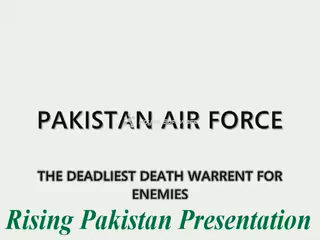 PAKISTAN AIR FORCE
THE DEADLIEST DEATH WARRENT FOR
ENEMIES
Rising Pakistan Presentation